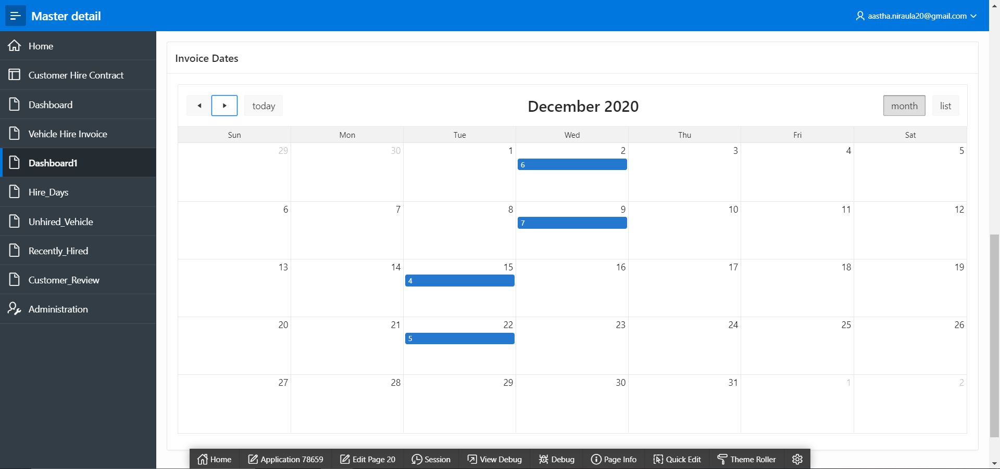 Master detail
aastha.niraula20@gmail.com
Home
Customer Hire Contract
Dashboard
Vehicle Hire Invoice
Dashboard1
Hire_Days
Unhired_Vehicle
Recently_Hired
Customer_Review
Administration
Invoice Dates
today
December 2020
month list
Sun Mon Tue Wed Thu Fri Sat
29 30 1 2 3 4 5
6
6 7 8 9 10 11 12
7
13 14 15 16 17 18 19
4
20 21 22 23 24 25 26
5
27 28 29 30 31 1 2
Home Application 78659 Edit Page 20 Session View Debug Debug Page Info Quick Edit Theme Roller